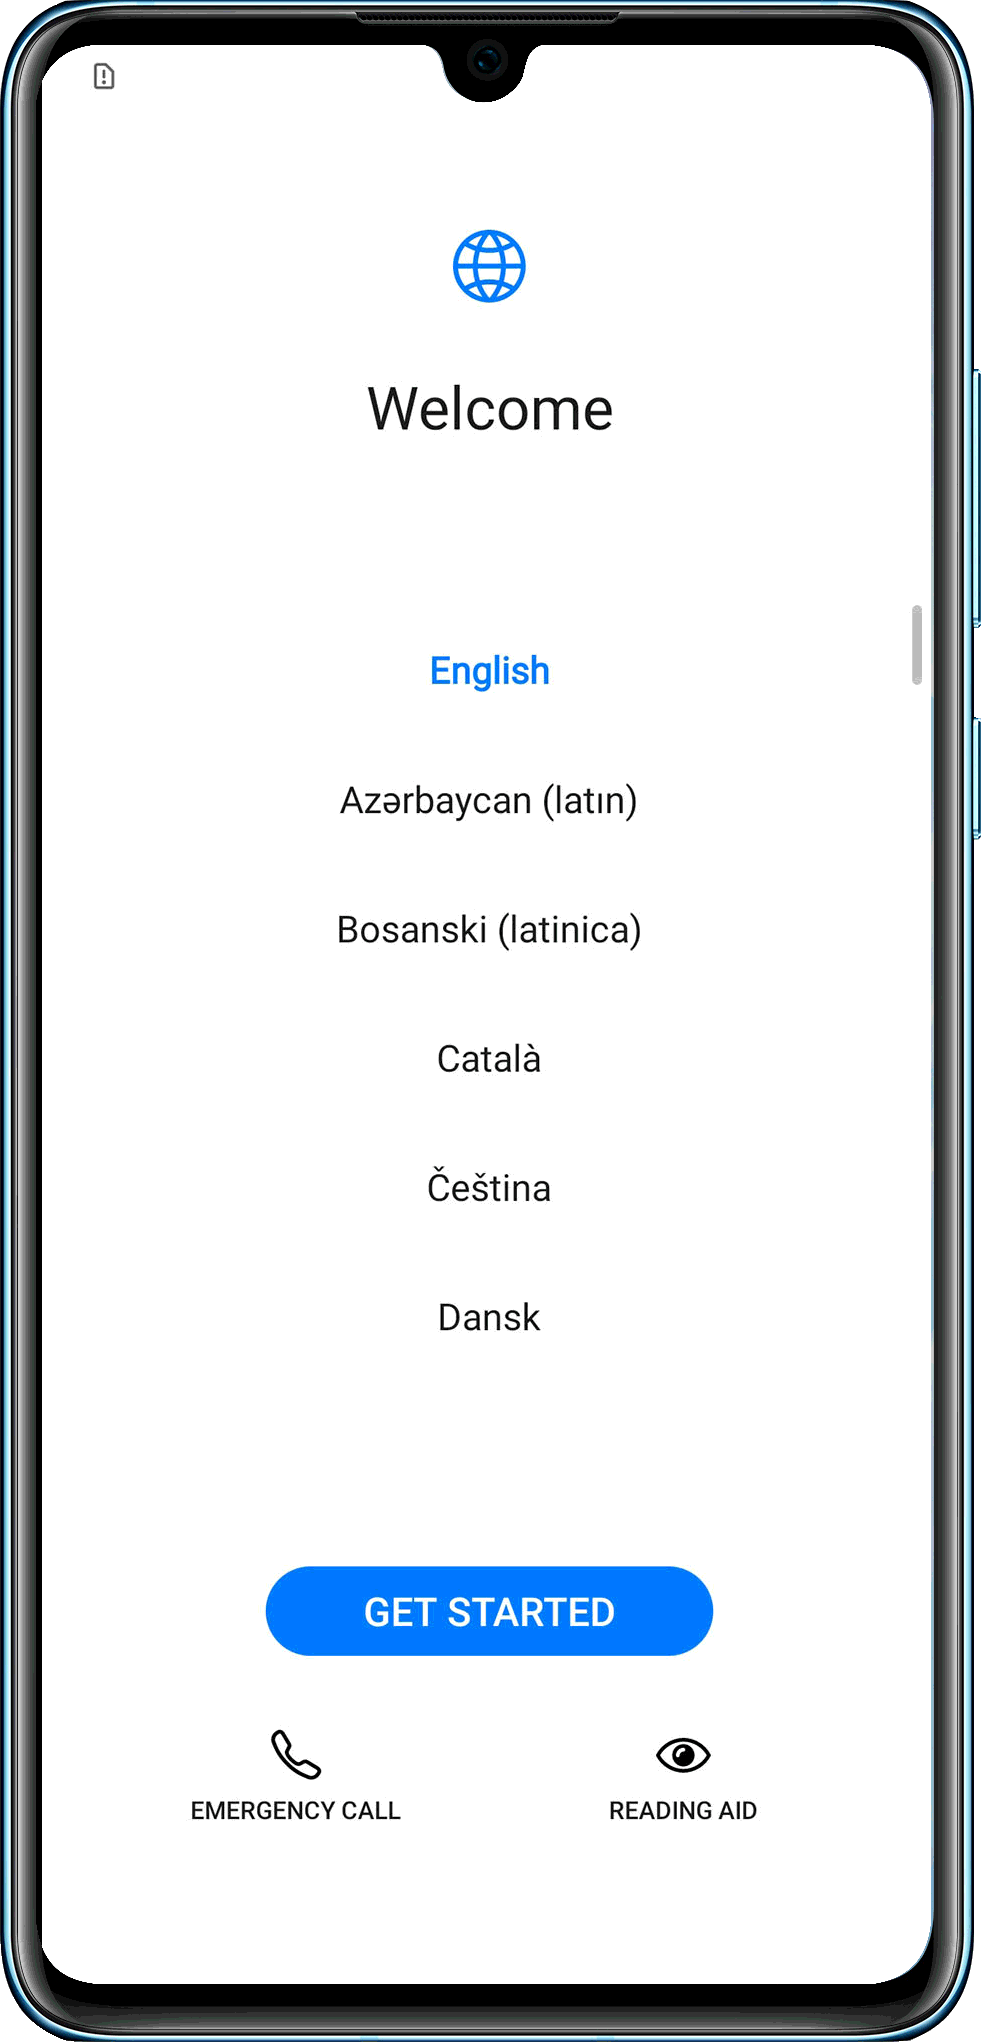 Welcome
English
Azərbaycan (latın)
Bosanski (latinica)
Català
Čeština
Dansk
GET STARTED
EMERGENCY CALL
READING AID